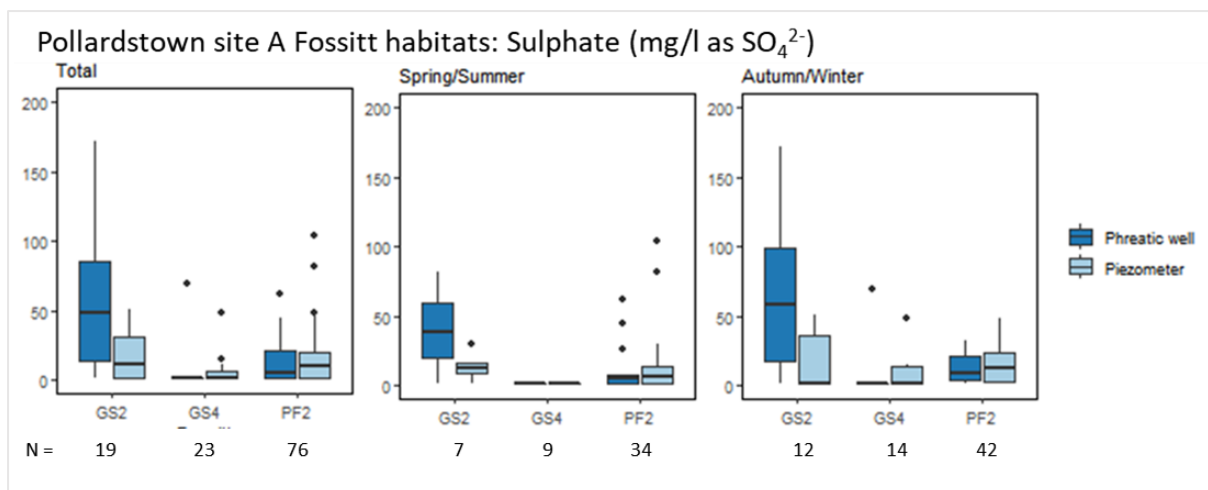 Pollardstown site A Fossitt habitats: Sulphate (mg/l as SO₄²⁻)
Total
Spring/Summer
Autumn/Winter
200
150
100
50
0
200
150
100
50
0
200
150
100
50
0
GS2 GS4 PF2
GS2 GS4 PF2
GS2 GS4 PF2
Phreatic well
Piezometer
N = 19 23 76 7 9 34 12 14 42